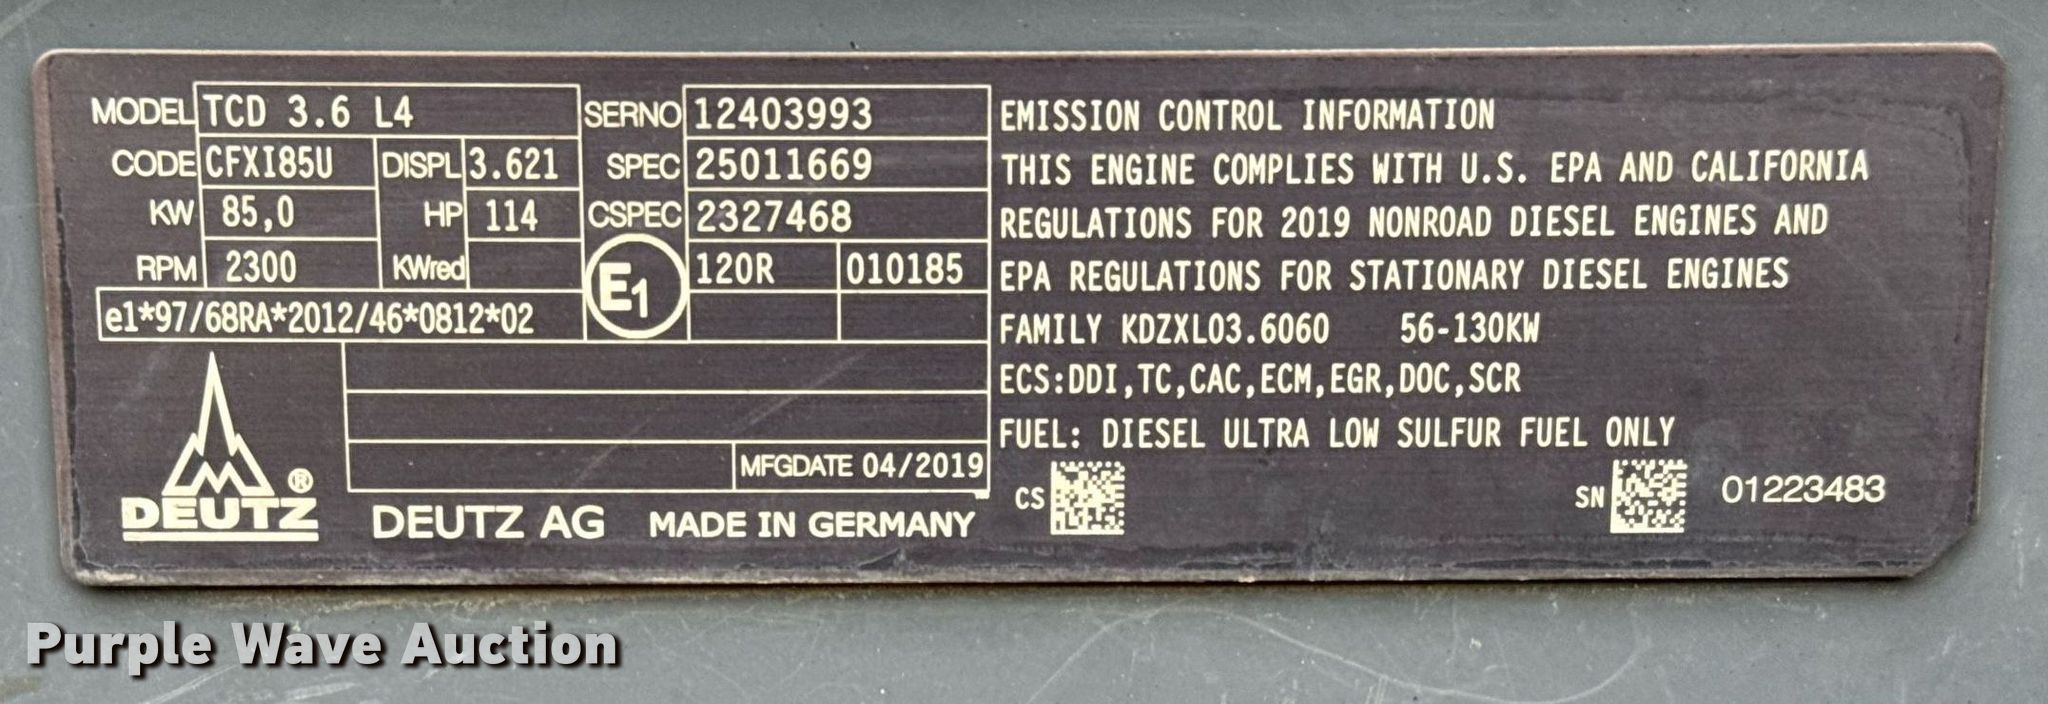 MODEL TCD 3.6 L4 SERNO 12403993
CODE CFXI85U DISPL 3.621 SPEC 25011669
KW 85,0 HP 114 CSPEC 2327468
RPM 2300 KWred E1 120R 010185
e1*97/68RA*2012/46*0812*02
MFGDATE 04/2019
DEUTZ ®
DEUTZ AG MADE IN GERMANY
EMISSION CONTROL INFORMATION
THIS ENGINE COMPLIES WITH U.S. EPA AND CALIFORNIA
REGULATIONS FOR 2019 NONROAD DIESEL ENGINES AND
EPA REGULATIONS FOR STATIONARY DIESEL ENGINES
FAMILY KDZXL03.6060 56-130KW
ECS:DDI,TC,CAC,ECM,EGR,DOC,SCR
FUEL: DIESEL ULTRA LOW SULFUR FUEL ONLY
CS SN 01223483
Purple Wave Auction